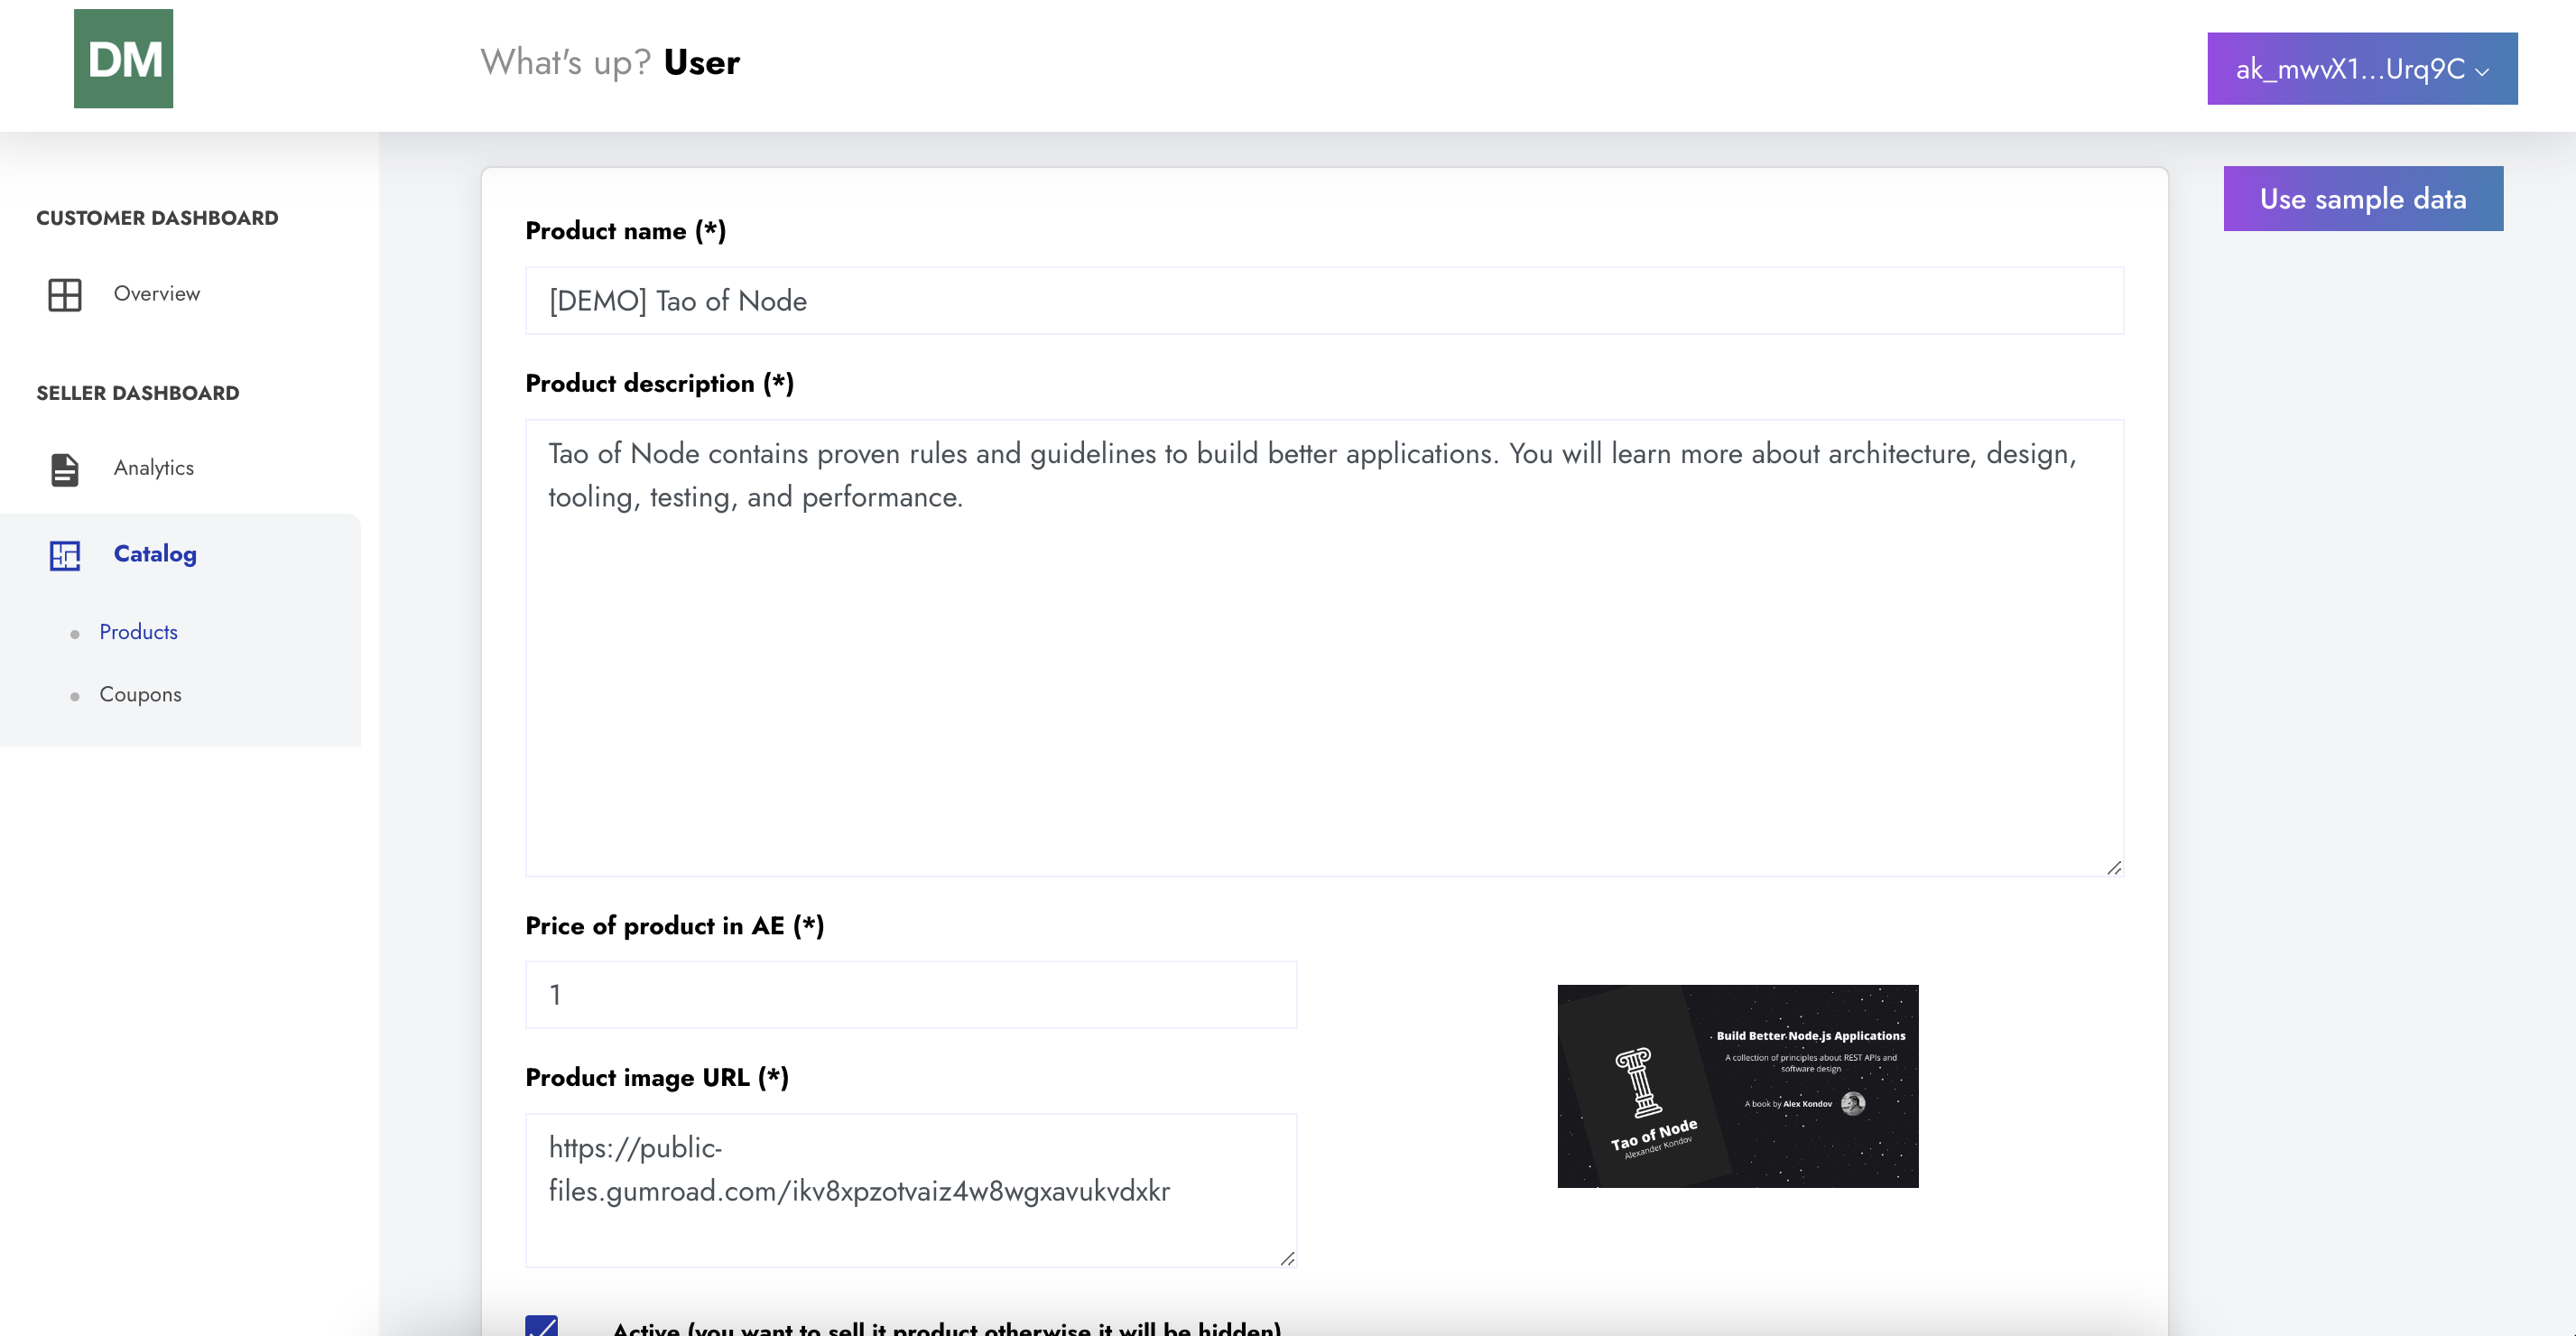 DM
What's up? User
ak_mwvX1...Urq9C
CUSTOMER DASHBOARD
Overview
SELLER DASHBOARD
Analytics
Catalog
Products
Coupons
Use sample data
Product name (*)
[DEMO] Tao of Node
Product description (*)
Tao of Node contains proven rules and guidelines to build better applications. You will learn more about architecture, design,
tooling, testing, and performance.
Price of product in AE (*)
1
Product image URL (*)
https://public-
files.gumroad.com/ikv8xpzotvaiz4w8wgxavukvdxkr
Build Better Node.js Applications
A collection of principles about REST APIs and
software design
A book by Alex Kondov
Tao of Node
Alexander Kondov
Active (you want to sell it product otherwise it will be hidden)